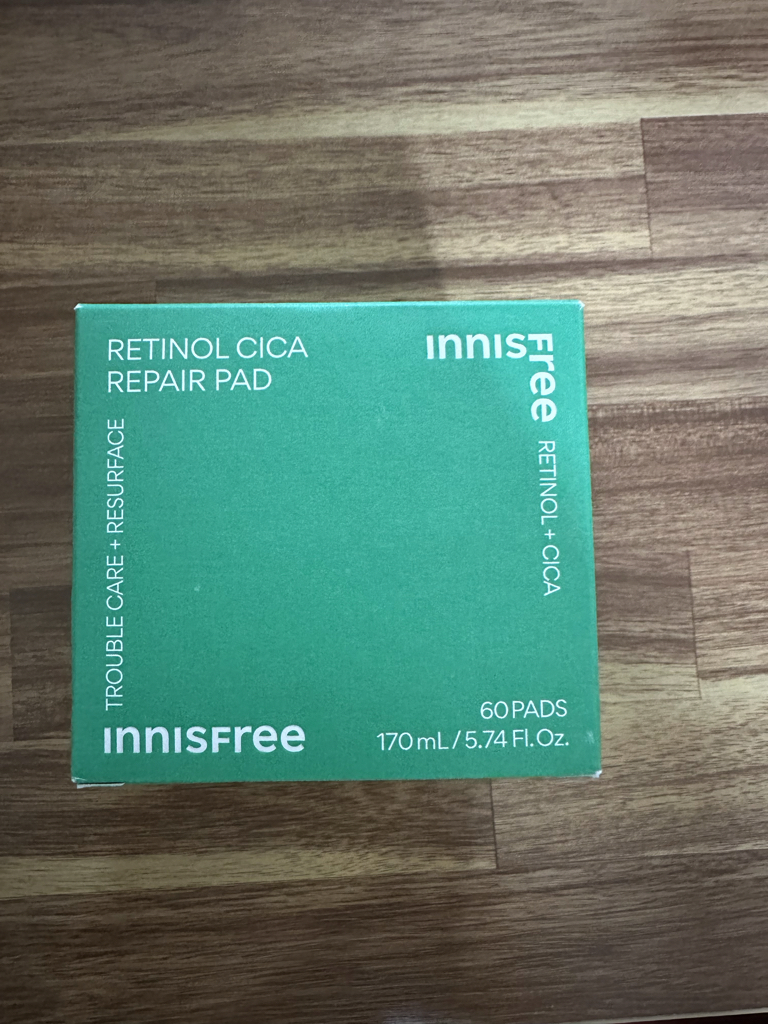 RETINOL CICA
REPAIR PAD
innisfree
RETINOL + CICA
TROUBLE CARE + RESURFACE
innisfree
60 PADS
170 mL / 5.74 Fl. Oz.